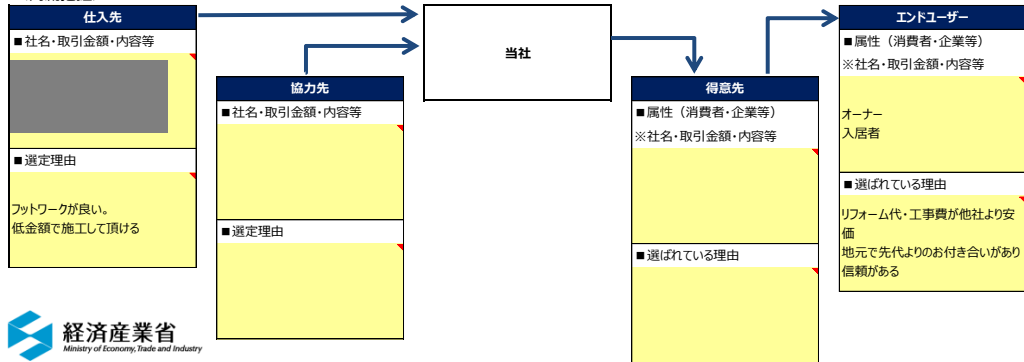 仕入先
■社名・取引金額・内容等
■選定理由
フットワークが良い。
低金額で施工して頂ける
協力先
■社名・取引金額・内容等
■選定理由
当社
得意先
■属性（消費者・企業等）
※社名・取引金額・内容等
■選ばれている理由
エンドユーザー
■属性（消費者・企業等）
※社名・取引金額・内容等
オーナー
入居者
■選ばれている理由
リフォーム代・工事費が他社より安
価
地元で先代よりのお付き合いがあり
信頼がある
経済産業省
Ministry of Economy, Trade and Industry